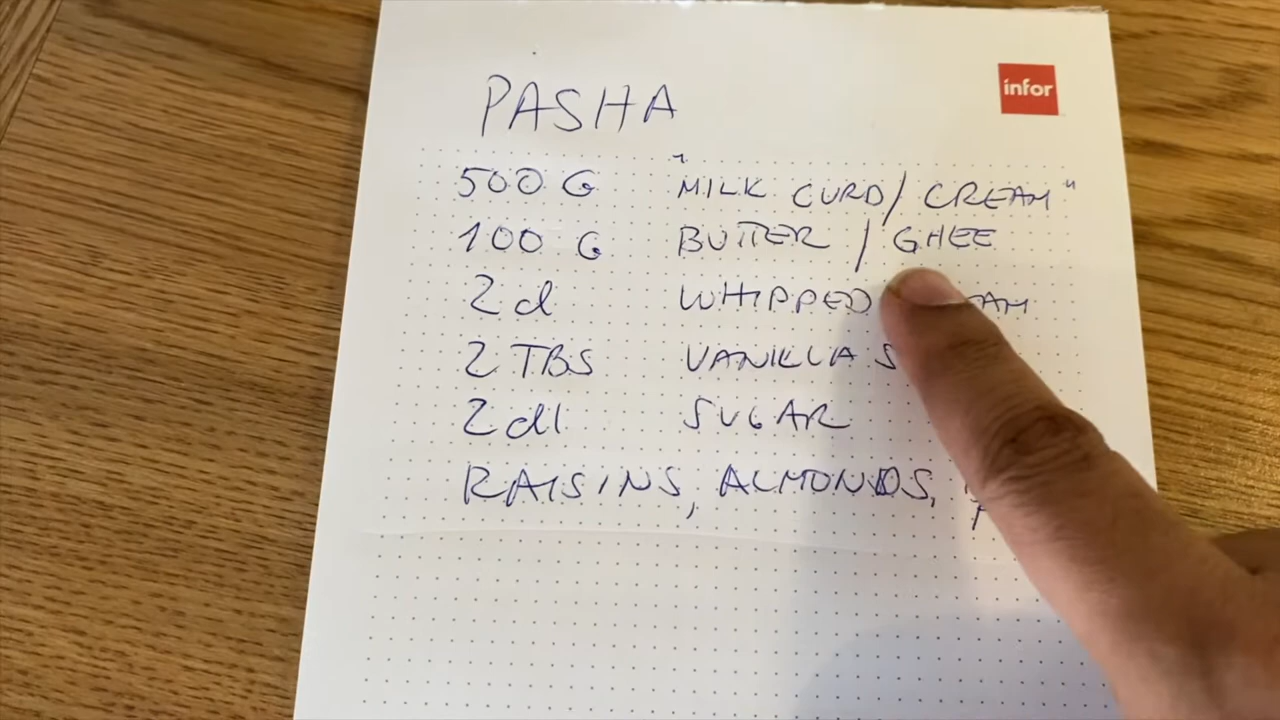 PASHA
infor
500 G "MILK CURD/CREAM"
100 G BUTTER / GHEE
2 d WHIPPED
2 TBS VANILLA
2 dl SUGAR
RAISINS, ALMONDS,